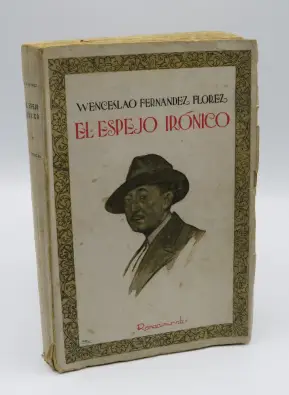 WENCESLAO FERNANDEZ FLOREZ
EL ESPEJO IRÓNICO
Renacimiento